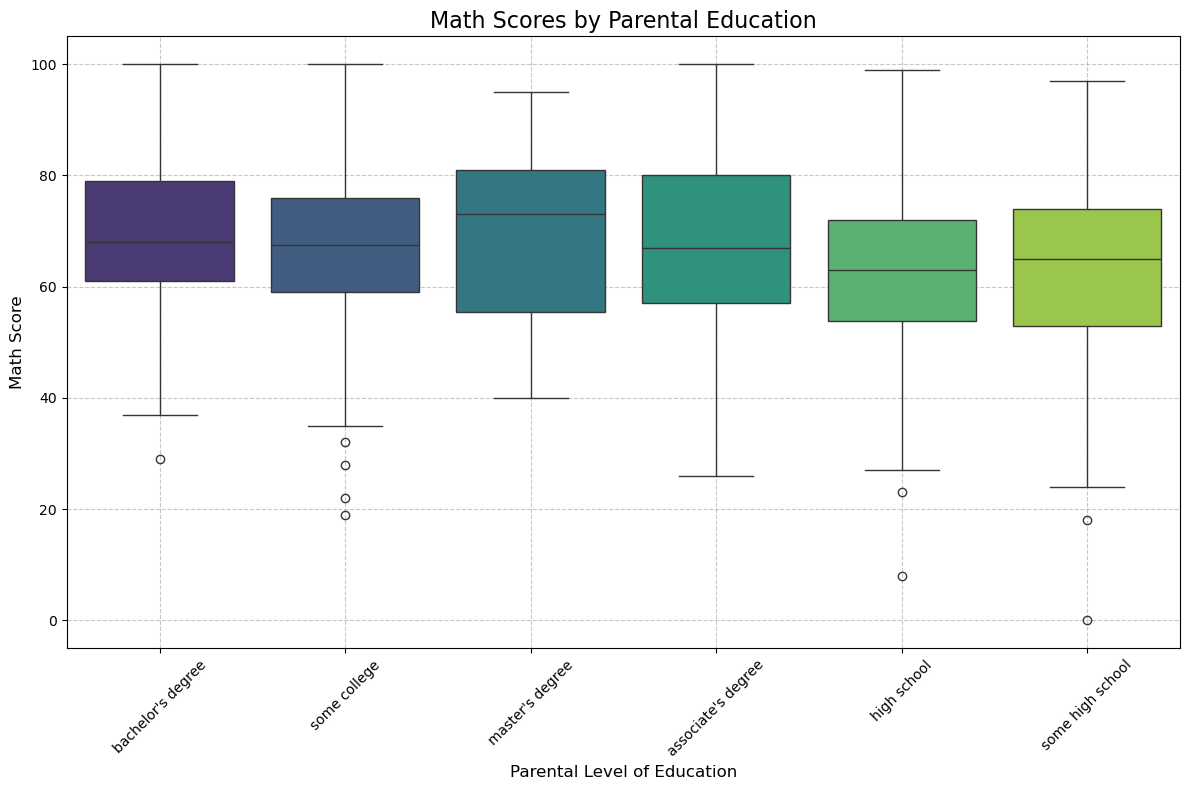 Math Scores by Parental Education
Math Score
100
80
60
40
20
0
bachelor's degree
some college
master's degree
associate's degree
high school
some high school
Parental Level of Education